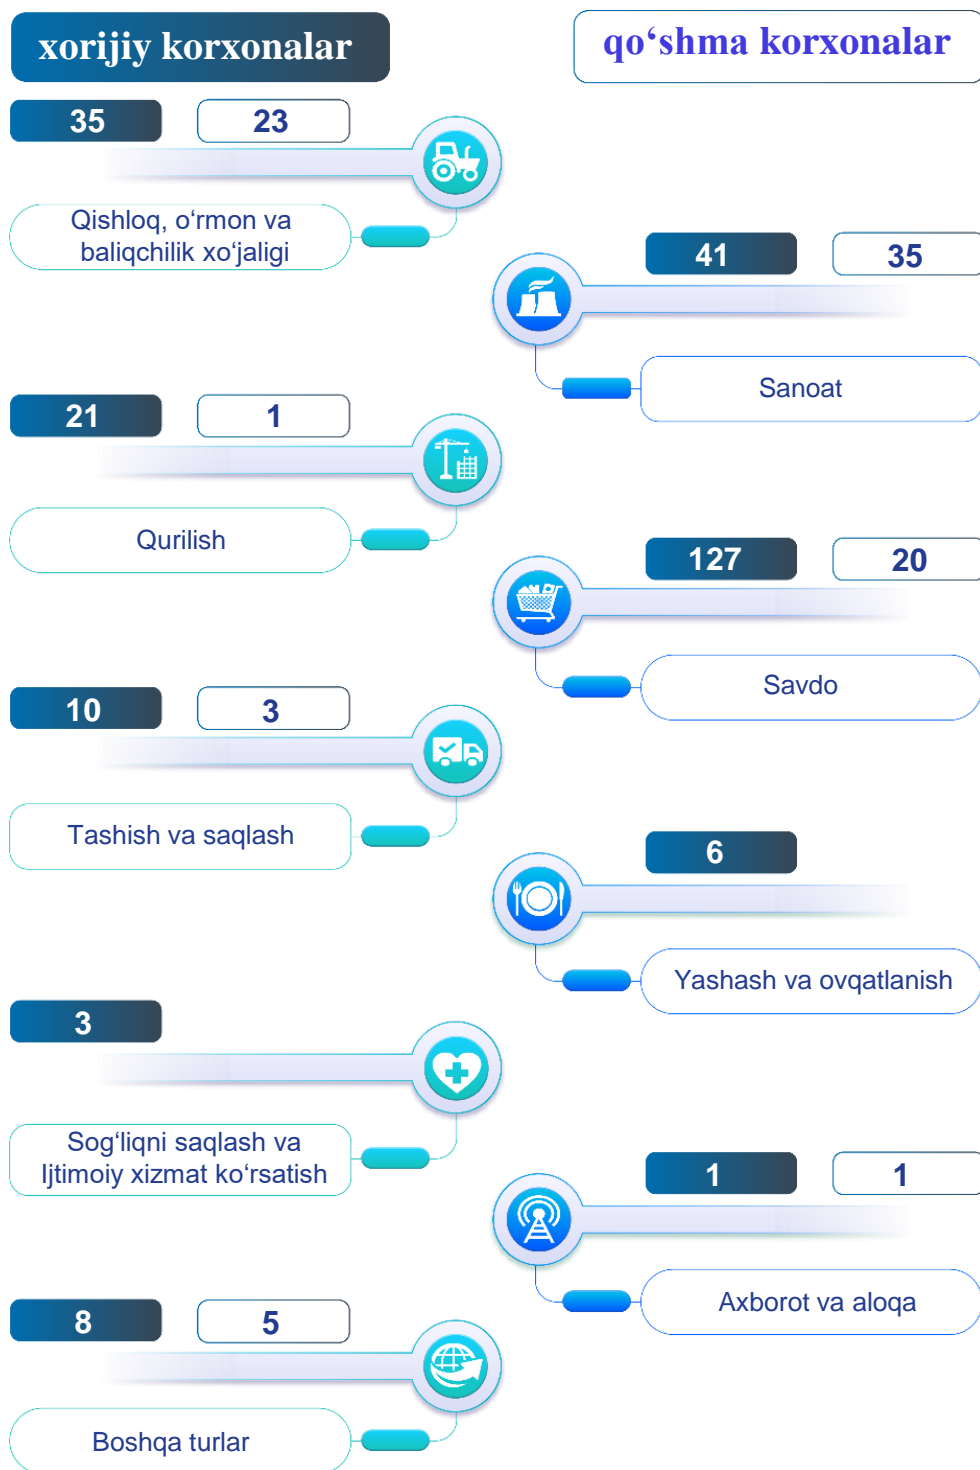 xorijiy korxonalar
qo‘shma korxonalar
35
23
Qishloq, o‘rmon va
baliqchilik xo‘jaligi
41
35
Sanoat
21
1
Qurilish
127
20
Savdo
10
3
Tashish va saqlash
6
Yashash va ovqatlanish
3
Sog‘liqni saqlash va
Ijtimoiy xizmat ko‘rsatish
1
1
Axborot va aloqa
8
5
Boshqa turlar